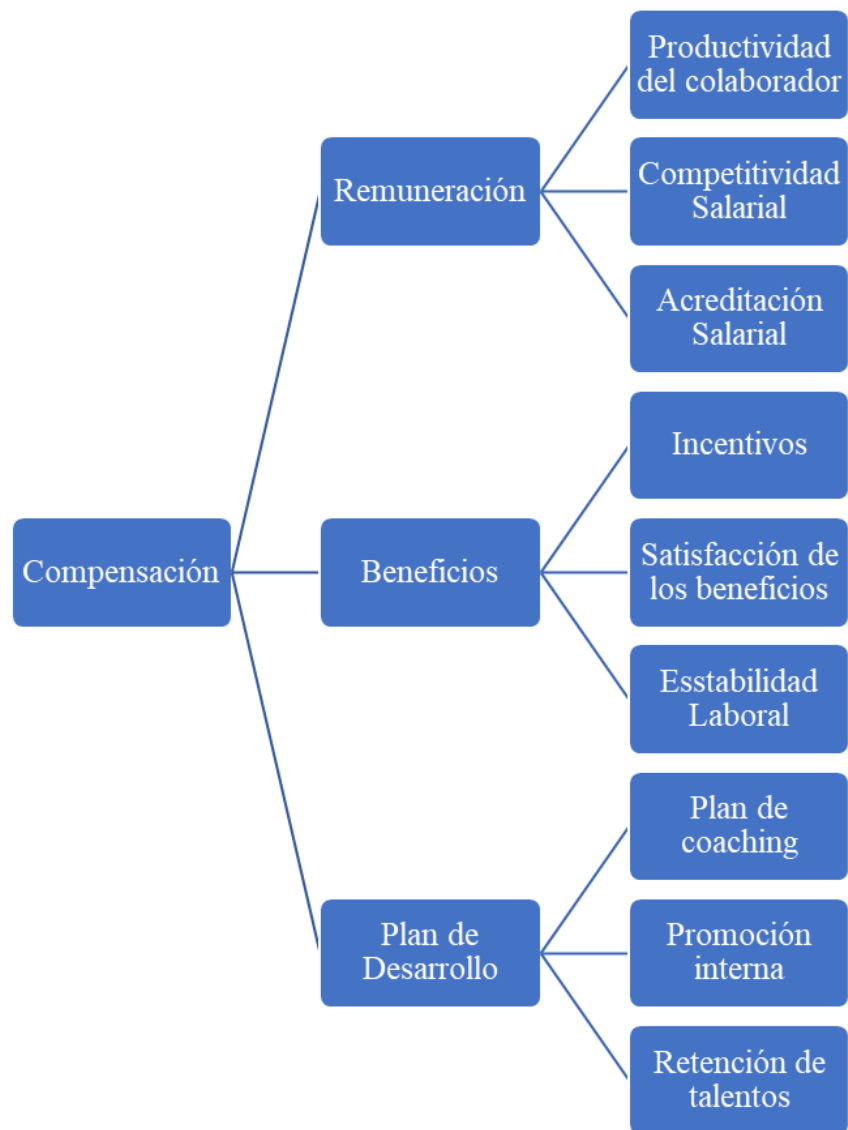 Compensación
Remuneración
Productividad
del colaborador
Competitividad
Salarial
Acreditación
Salarial
Beneficios
Incentivos
Satisfacción de
los beneficios
Esstabilidad
Laboral
Plan de
Desarrollo
Plan de
coaching
Promoción
interna
Retención de
talentos